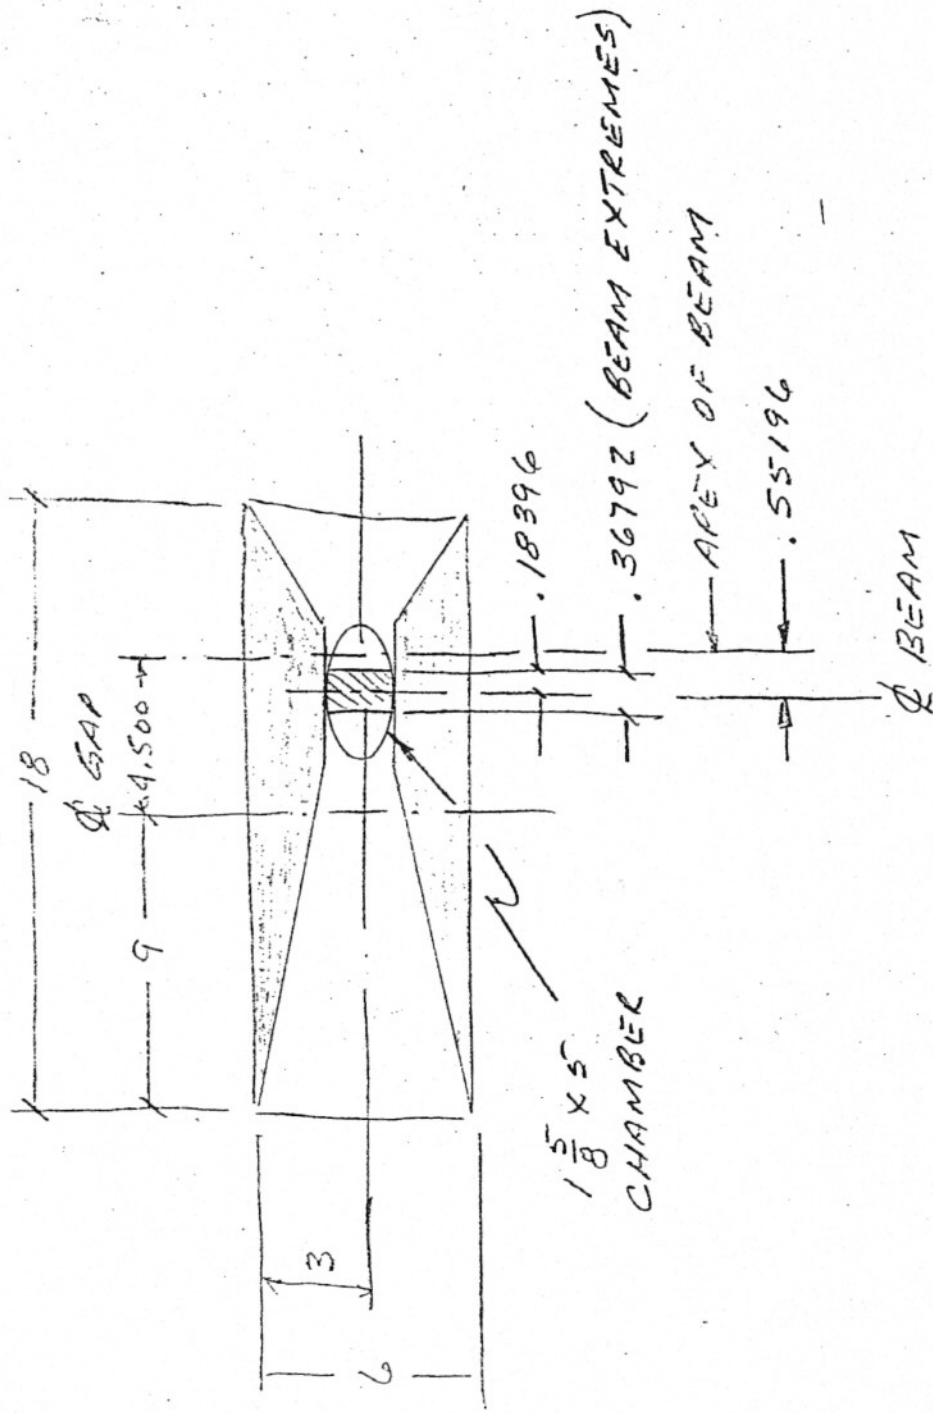 18
℄ GAP
9
4.500
3
6
1 5/8 X 5
CHAMBER
.18396
.36792 (BEAM EXTREMES)
APEX OF BEAM
.55196
℄ BEAM